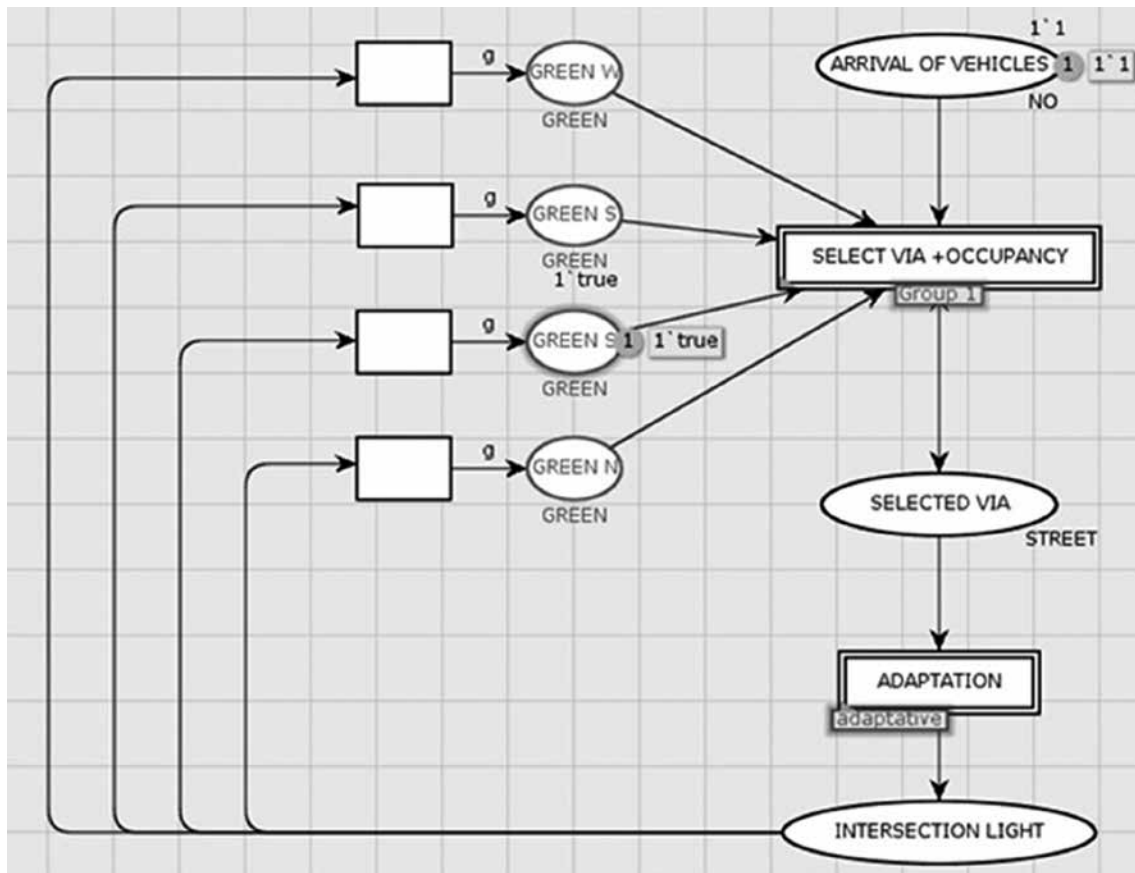 1`1
ARRIVAL OF VEHICLES 1 1`1
NO
g
GREEN W
GREEN
g
GREEN S
GREEN
1`true
g
GREEN S 1 1`true
GREEN
g
GREEN N
GREEN
SELECT VIA +OCCUPANCY
Group 1
SELECTED VIA
STREET
ADAPTATION
adaptative
INTERSECTION LIGHT